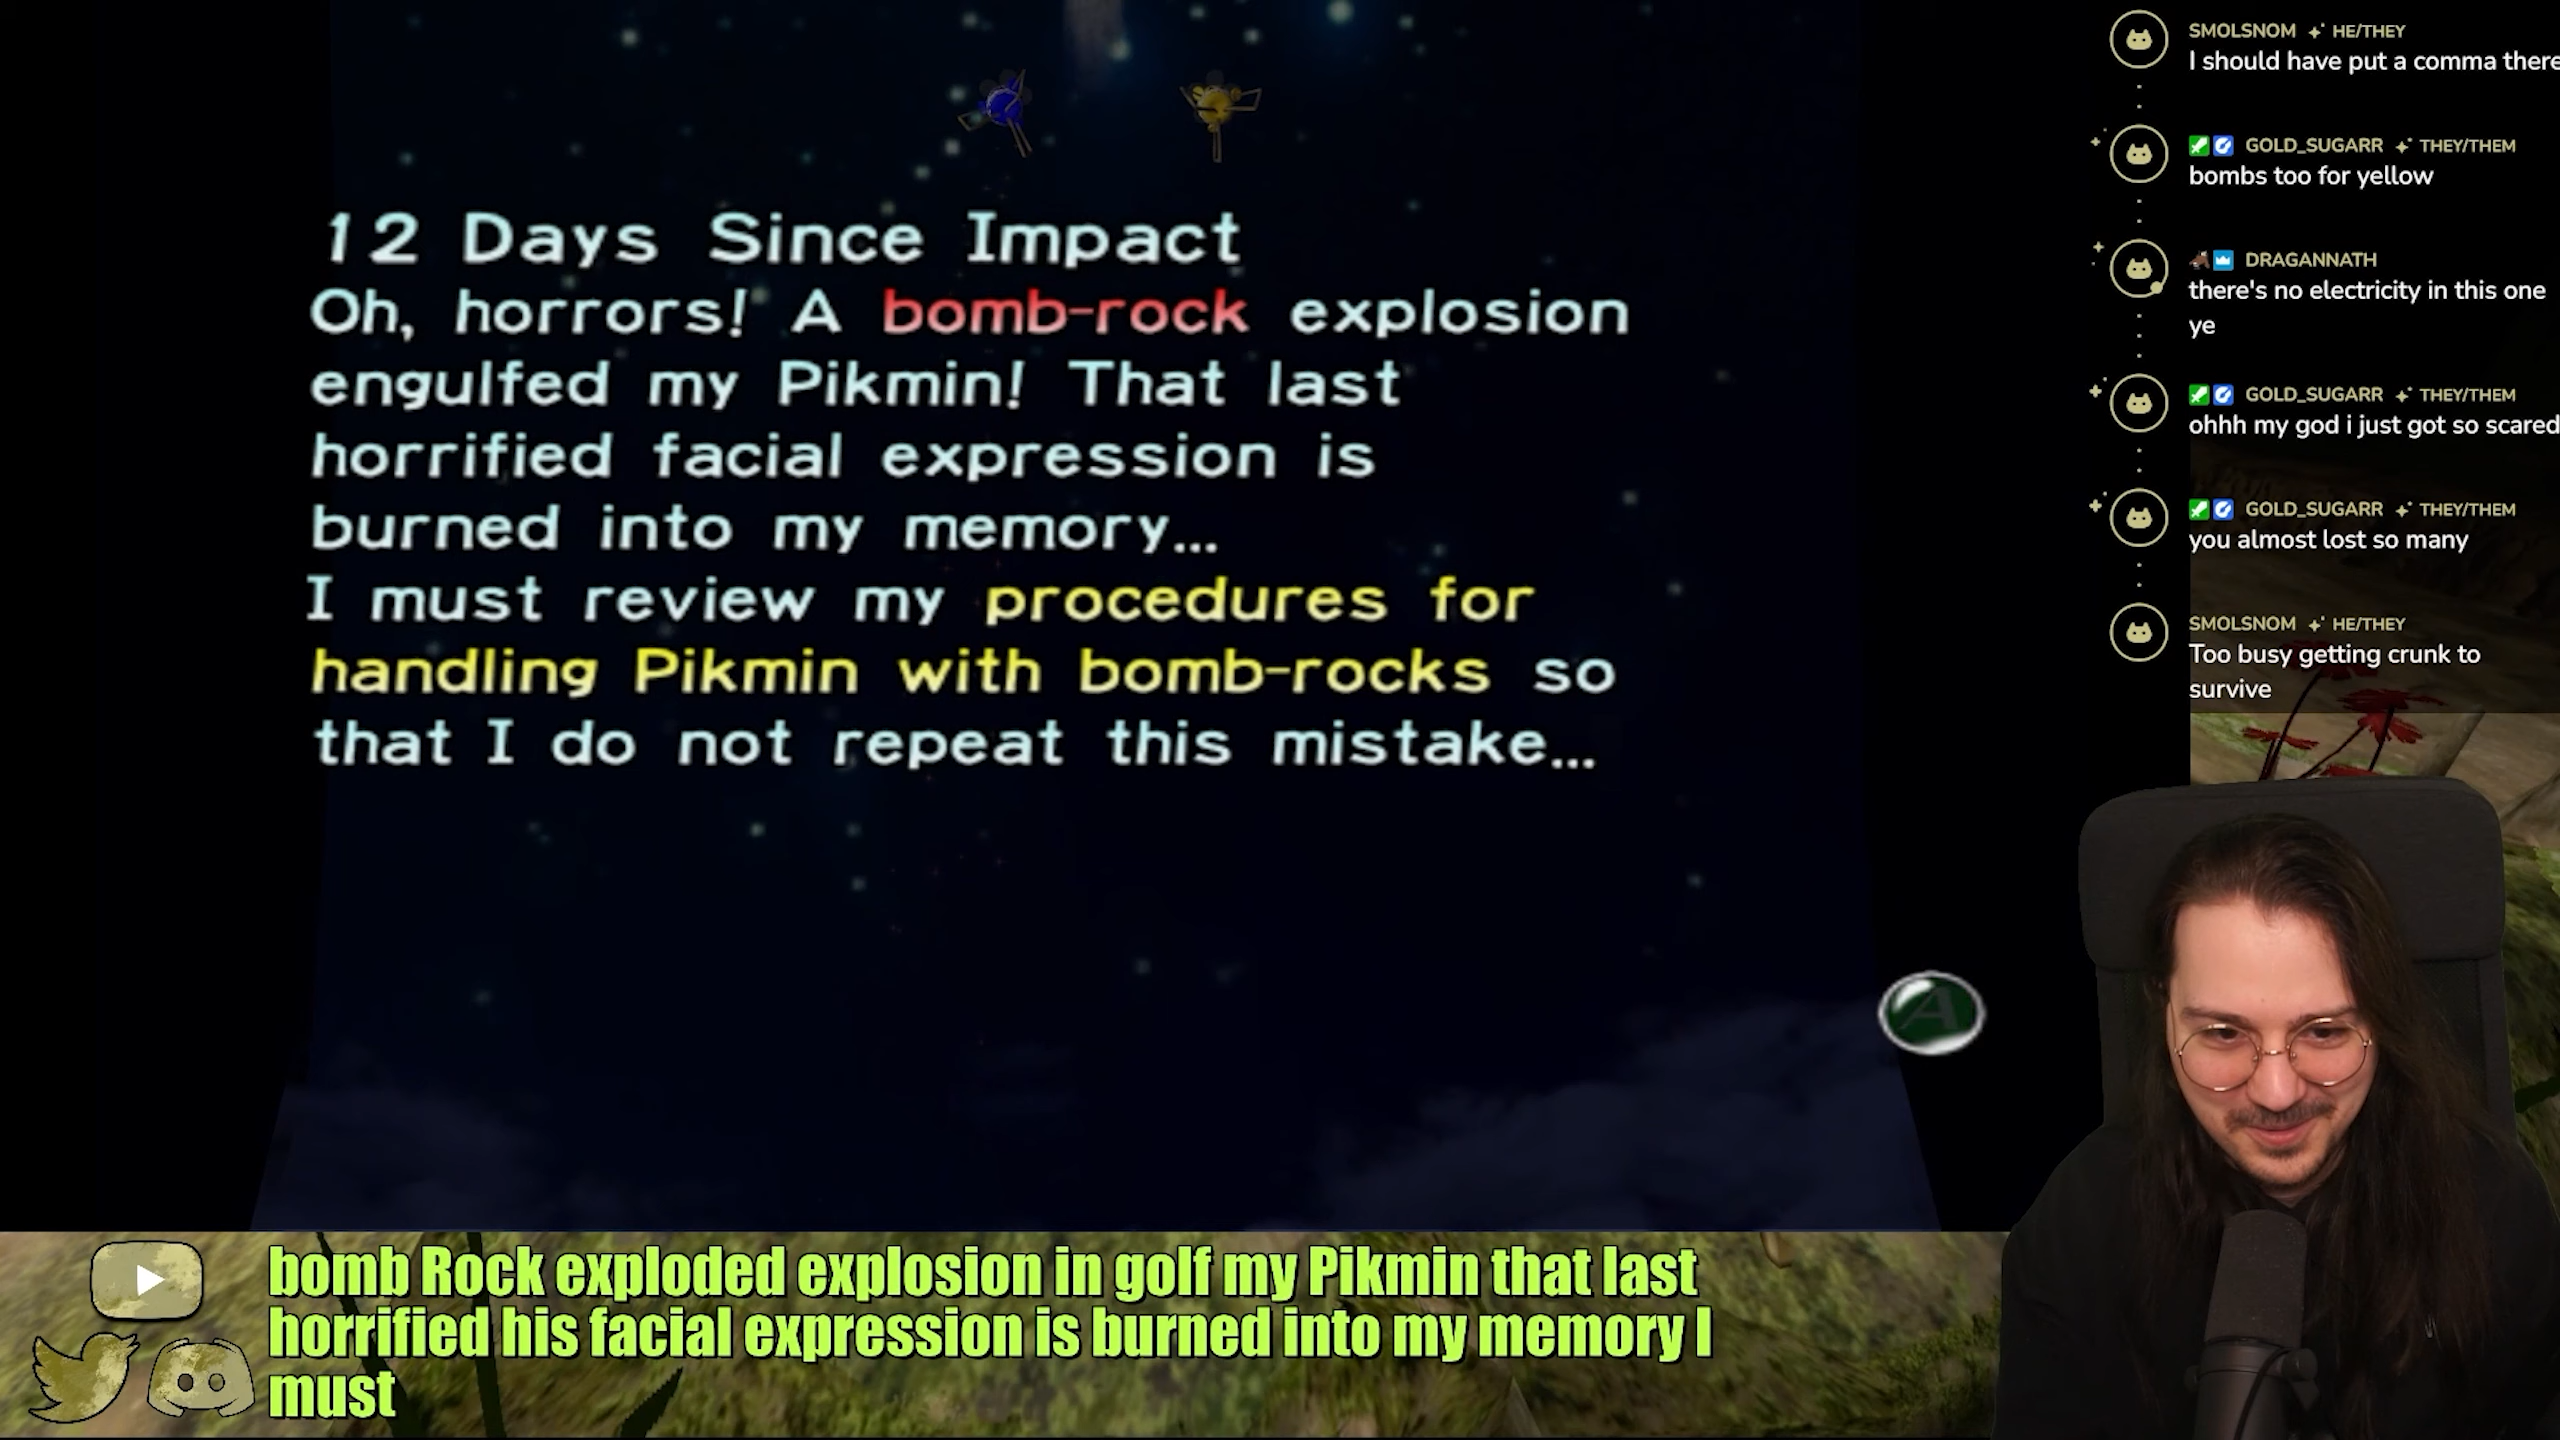 12 Days Since Impact
Oh, horrors! A bomb-rock explosion
engulfed my Pikmin! That last
horrified facial expression is
burned into my memory...
I must review my procedures for
handling Pikmin with bomb-rocks so
that I do not repeat this mistake...
A
SMOLSNOM HE/THEY
I should have put a comma there
GOLD_SUGARR THEY/THEM
bombs too for yellow
DRAGANNATH
there's no electricity in this one
ye
GOLD_SUGARR THEY/THEM
ohhh my god i just got so scared
GOLD_SUGARR THEY/THEM
you almost lost so many
SMOLSNOM HE/THEY
Too busy getting crunk to
survive
bomb Rock exploded explosion in golf my Pikmin that last
horrified his facial expression is burned into my memory I
must